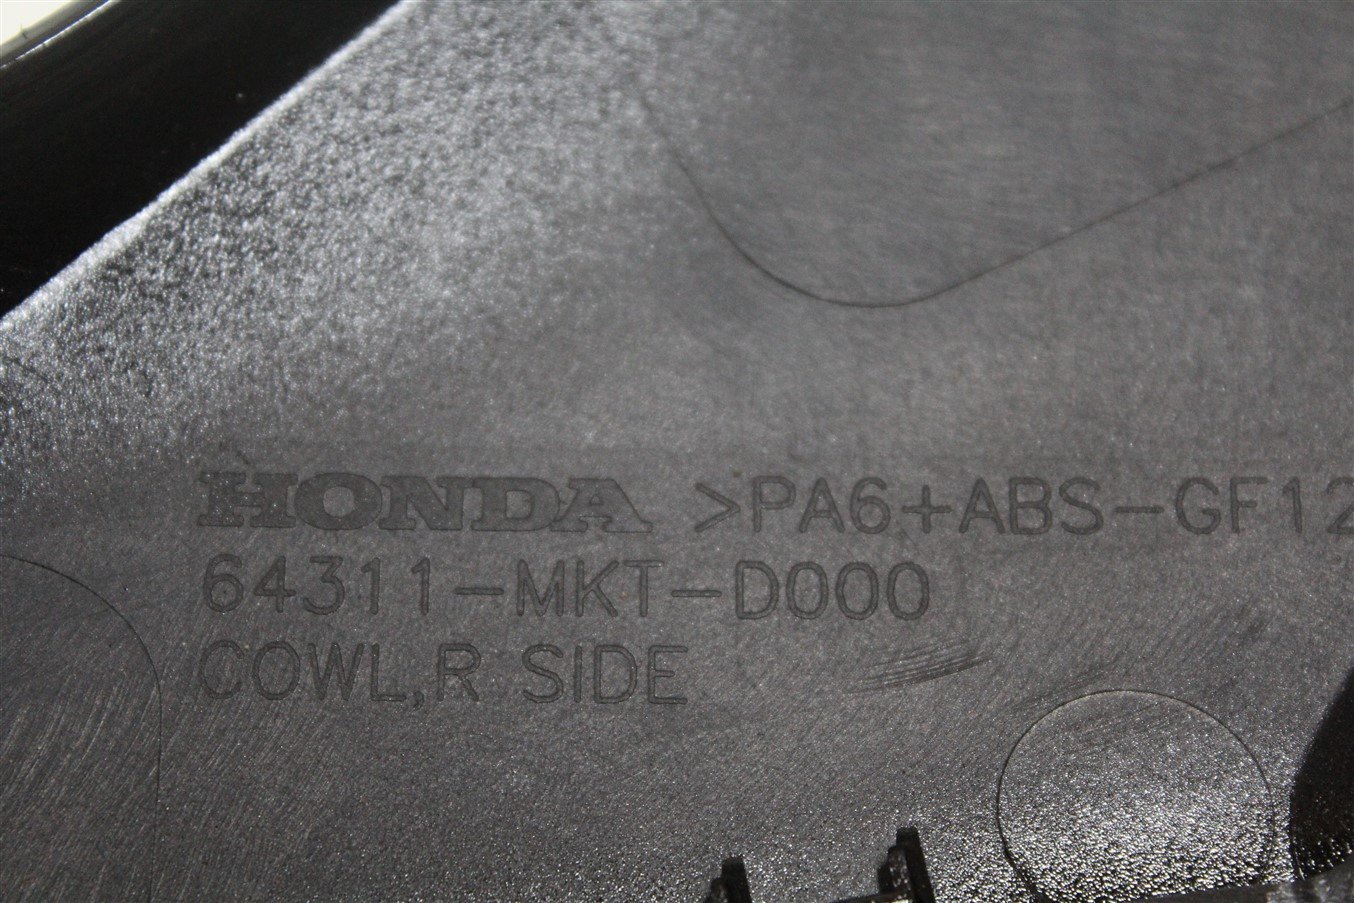 HONDA >PA6+ABS-GF12
64311-MKT-D000
COWL,R SIDE